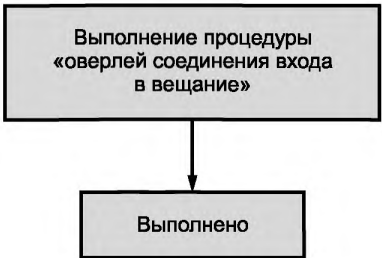 Выполнение процедуры
«оверлей соединения входа
в вещание»
Выполнено